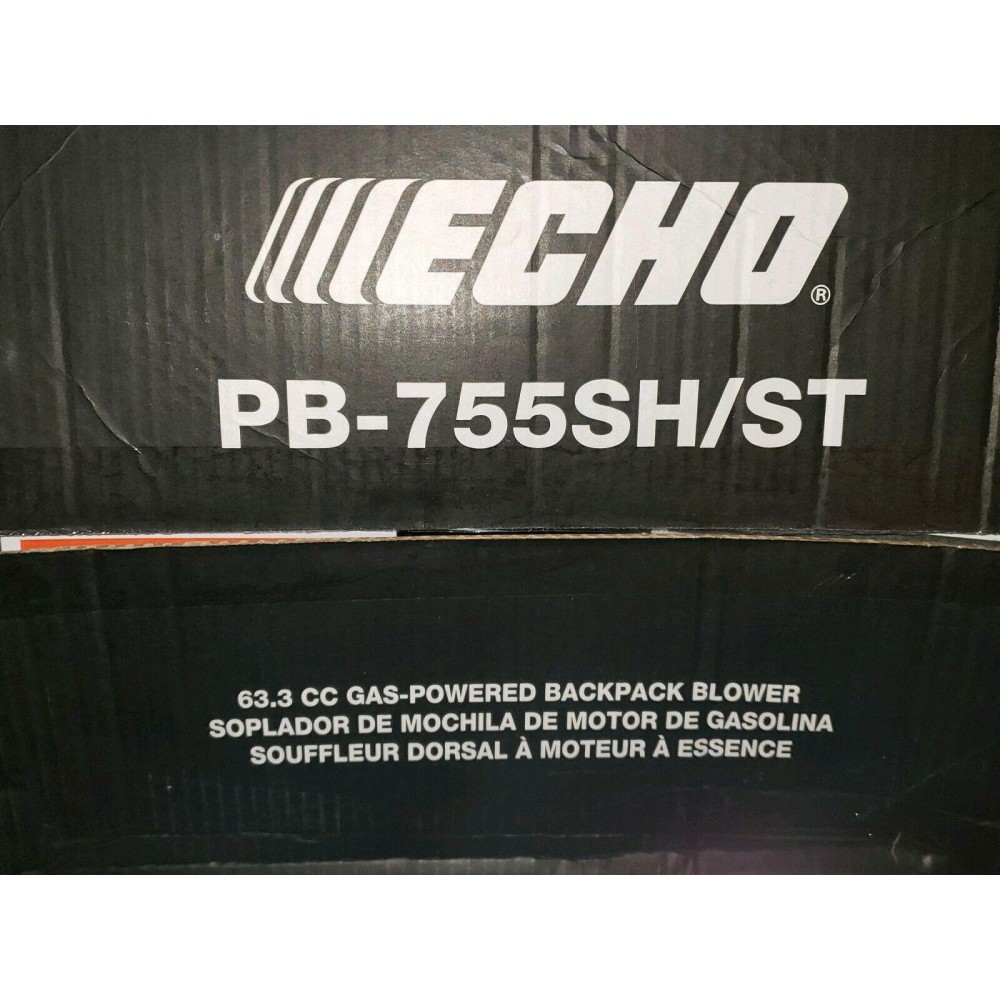 ECHO®
PB-755SH/ST
63.3 CC GAS-POWERED BACKPACK BLOWER
SOPLADOR DE MOCHILA DE MOTOR DE GASOLINA
SOUFFLEUR DORSAL À MOTEUR À ESSENCE